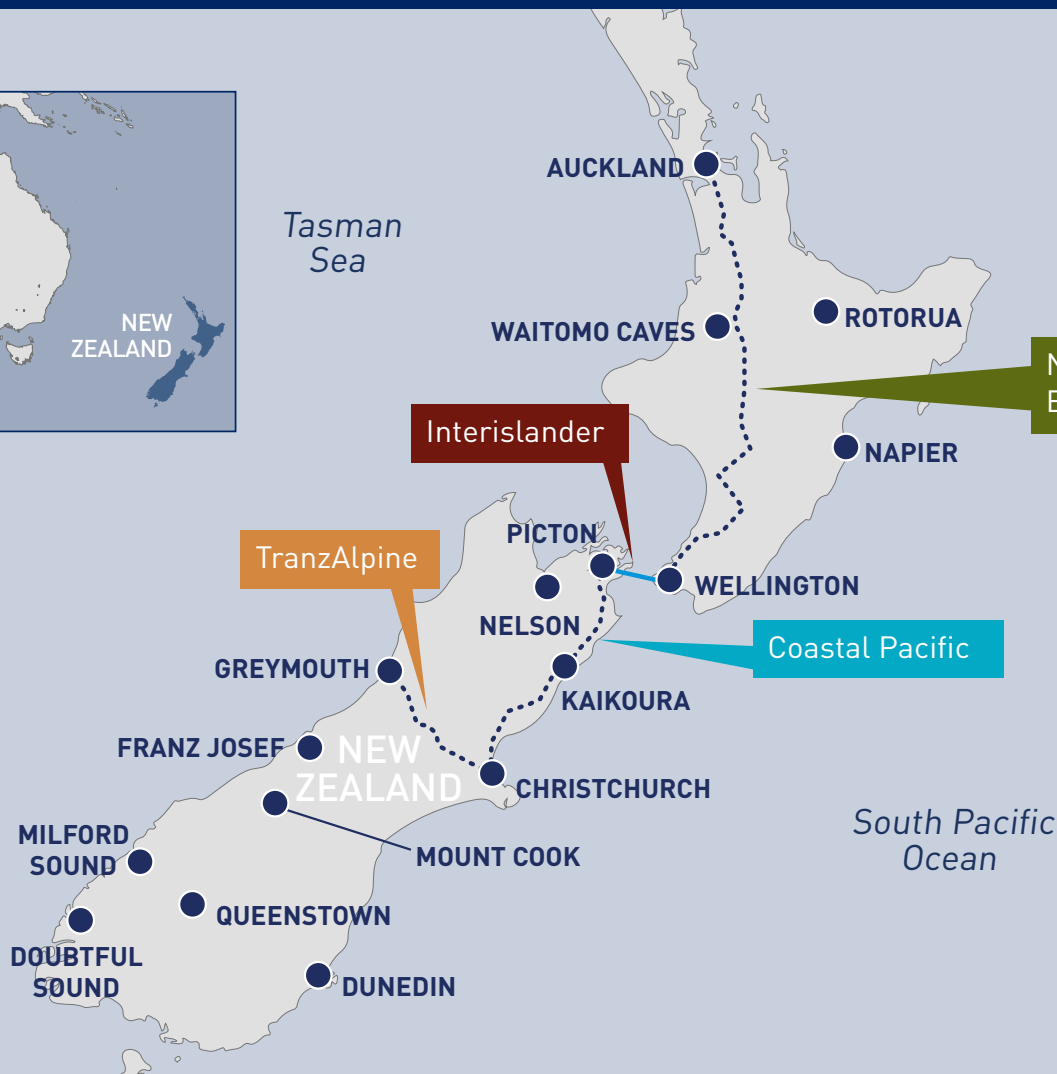 AUCKLAND
Tasman
Sea
NEW
ZEALAND
WAITOMO CAVES
ROTORUA
Interislander
NAPIER
PICTON
TranzAlpine
WELLINGTON
NELSON
Coastal Pacific
GREYMOUTH
KAIKOURA
FRANZ JOSEF
NEW
ZEALAND
CHRISTCHURCH
South Pacific
Ocean
MILFORD
SOUND
MOUNT COOK
QUEENSTOWN
DOUBTFUL
SOUND
DUNEDIN